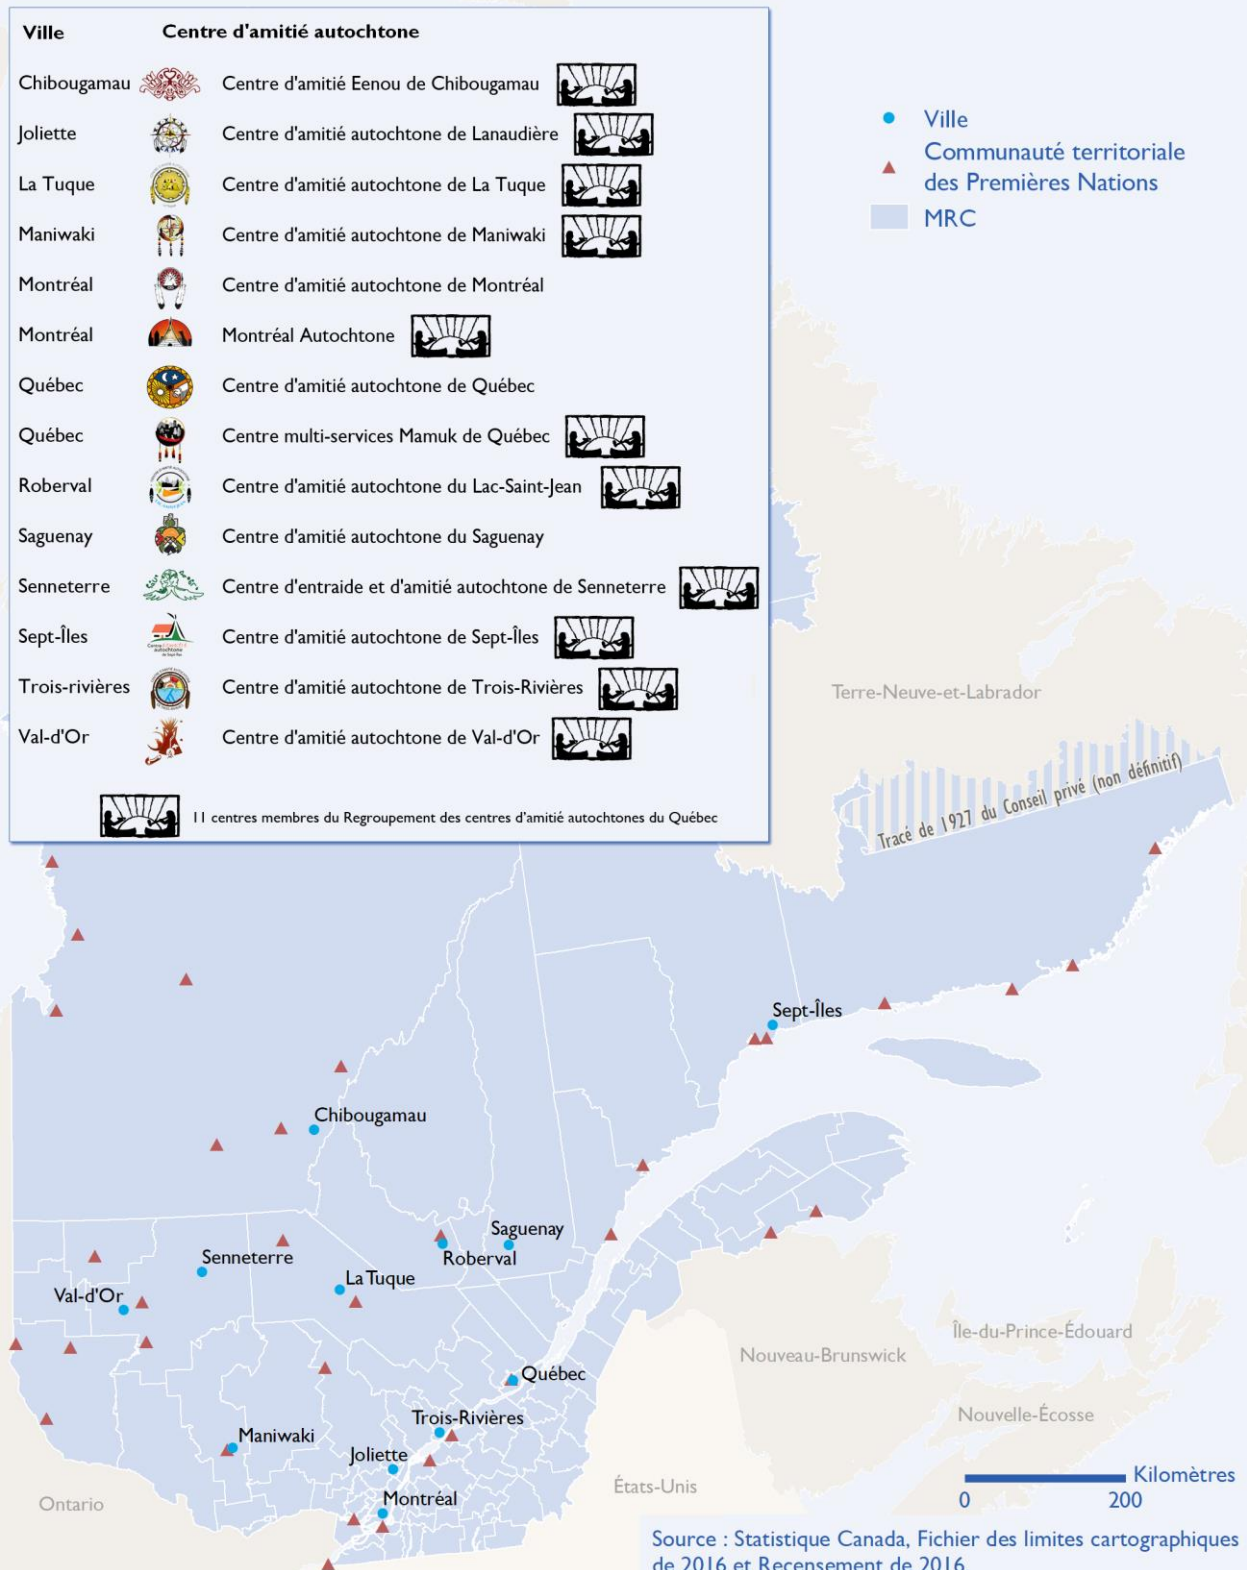 Ville Centre d'amitié autochtone
Chibougamau Centre d'amitié Eenou de Chibougamau
Joliette Centre d'amitié autochtone de Lanaudière
La Tuque Centre d'amitié autochtone de La Tuque
Maniwaki Centre d'amitié autochtone de Maniwaki
Montréal Centre d'amitié autochtone de Montréal
Montréal Montréal Autochtone
Québec Centre d'amitié autochtone de Québec
Québec Centre multi-services Mamuk de Québec
Roberval Centre d'amitié autochtone du Lac-Saint-Jean
Saguenay Centre d'amitié autochtone du Saguenay
Senneterre Centre d'entraide et d'amitié autochtone de Senneterre
Sept-Îles Centre d'amitié autochtone de Sept-Îles
Trois-rivières Centre d'amitié autochtone de Trois-Rivières
Val-d'Or Centre d'amitié autochtone de Val-d'Or
11 centres membres du Regroupement des centres d'amitié autochtones du Québec
Ville
Communauté territoriale
des Premières Nations
MRC
Terre-Neuve-et-Labrador
Tracé de 1927 du Conseil privé (non définitif)
Sept-Îles
Chibougamau
Saguenay
Roberval
Senneterre
La Tuque
Val-d'Or
Île-du-Prince-Édouard
Nouveau-Brunswick
Québec
Nouvelle-Écosse
Trois-Rivières
Maniwaki
Joliette
Montréal
Ontario
États-Unis
Kilomètres
0 200
Source : Statistique Canada, Fichier des limites cartographiques
de 2016 et Recensement de 2016